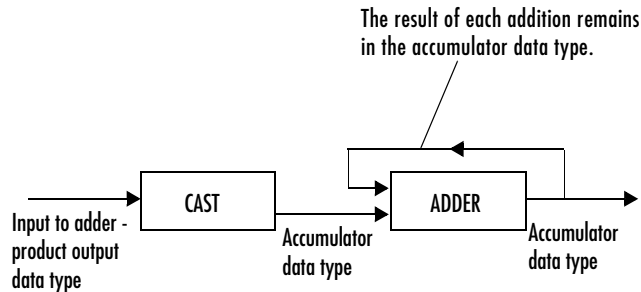 The result of each addition remains
in the accumulator data type.
CAST
ADDER
Input to adder -
product output
data type
Accumulator
data type
Accumulator
data type